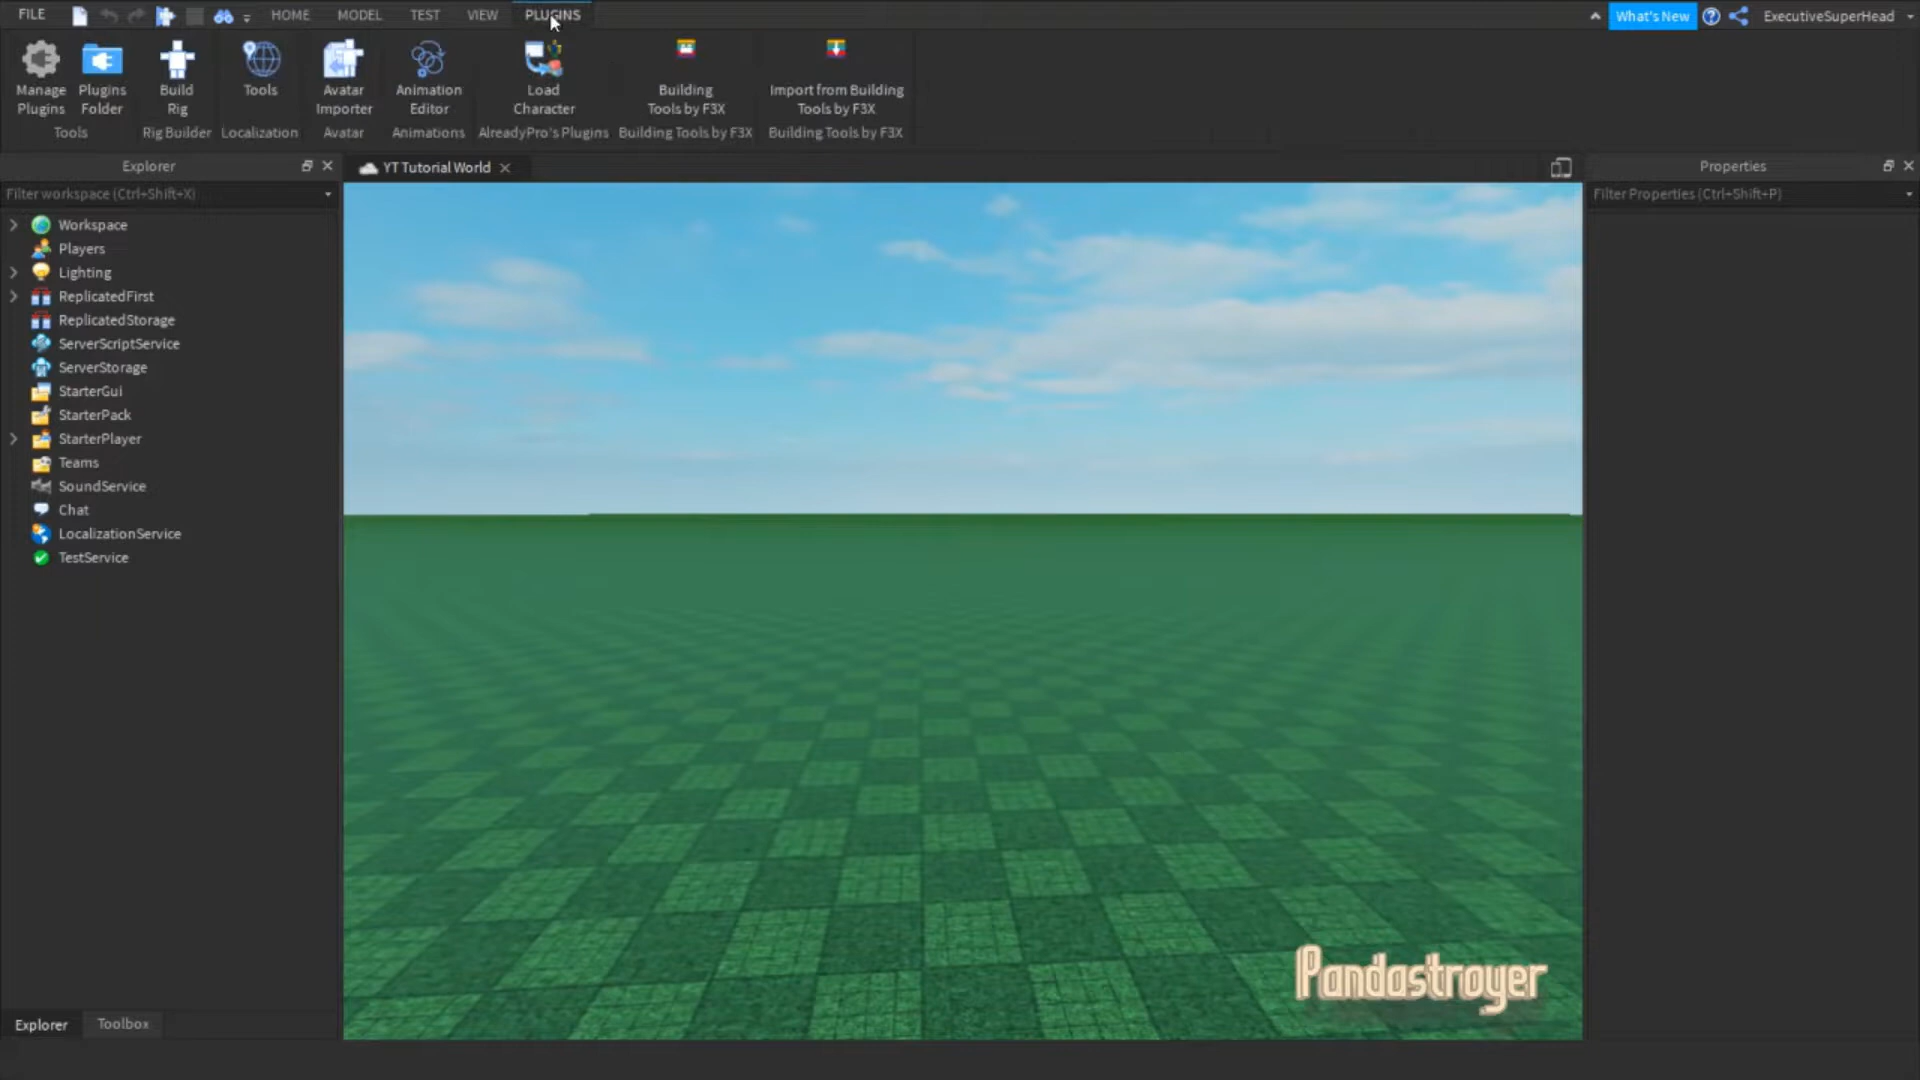 FILE HOME MODEL TEST VIEW PLUGINS What's New ExecutiveSuperHead
Manage Plugins
Plugins Folder
Build Rig
Tools
Avatar Importer
Animation Editor
Load Character
Building Tools by F3X
Import from Building Tools by F3X
Tools Rig Builder Localization Avatar Animations AlreadyPro's Plugins Building Tools by F3X Building Tools by F3X
Explorer
Filter workspace (Ctrl+Shift+X)
Workspace
Players
Lighting
ReplicatedFirst
ReplicatedStorage
ServerScriptService
ServerStorage
StarterGui
StarterPack
StarterPlayer
Teams
SoundService
Chat
LocalizationService
TestService
Explorer Toolbox
YT Tutorial World
Pandastroyer
Properties
Filter Properties (Ctrl+Shift+P)